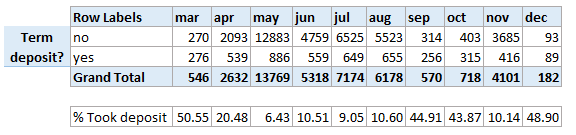 Row Labels mar apr may jun jul aug sep oct nov dec
Term deposit? no 270 2093 12883 4759 6525 5523 314 403 3685 93
yes 276 539 886 559 649 655 256 315 416 89
Grand Total 546 2632 13769 5318 7174 6178 570 718 4101 182
% Took deposit 50.55 20.48 6.43 10.51 9.05 10.60 44.91 43.87 10.14 48.90